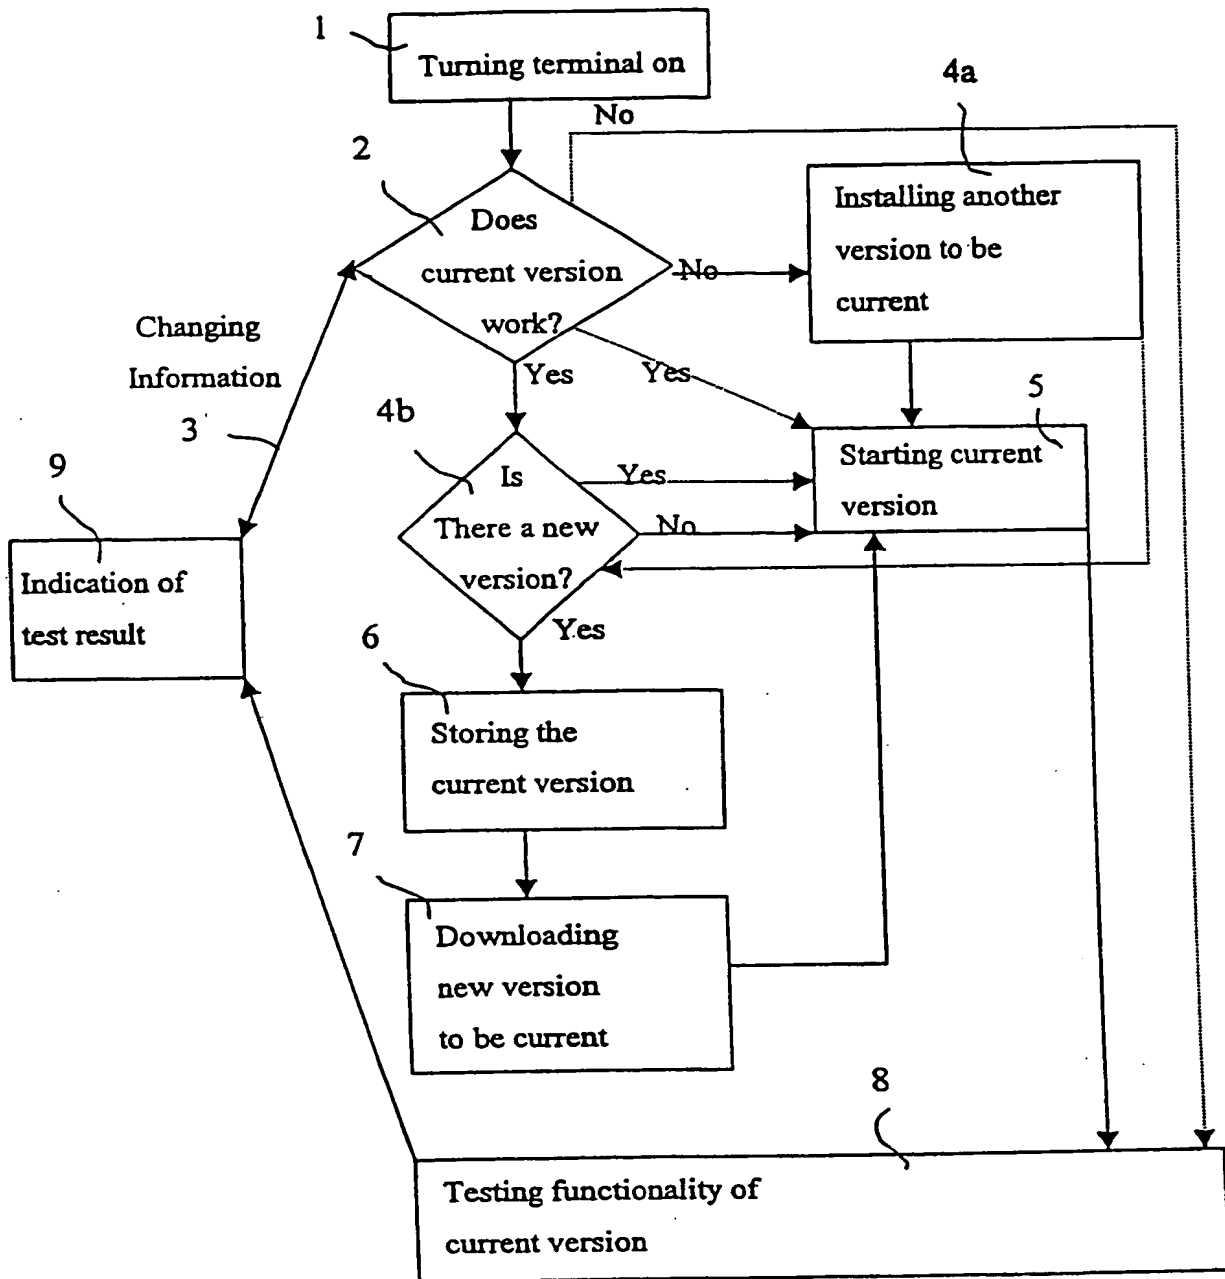 1
Turning terminal on
No
4a
2
Installing another
version to be
current
Does
current version
work?
No
Changing
Information
3
Yes
Yes
4b
5
Starting current
version
Is
There a new
version?
Yes
No
9
Indication of
test result
Yes
6
Storing the
current version
7
Downloading
new version
to be current
8
Testing functionality of
current version